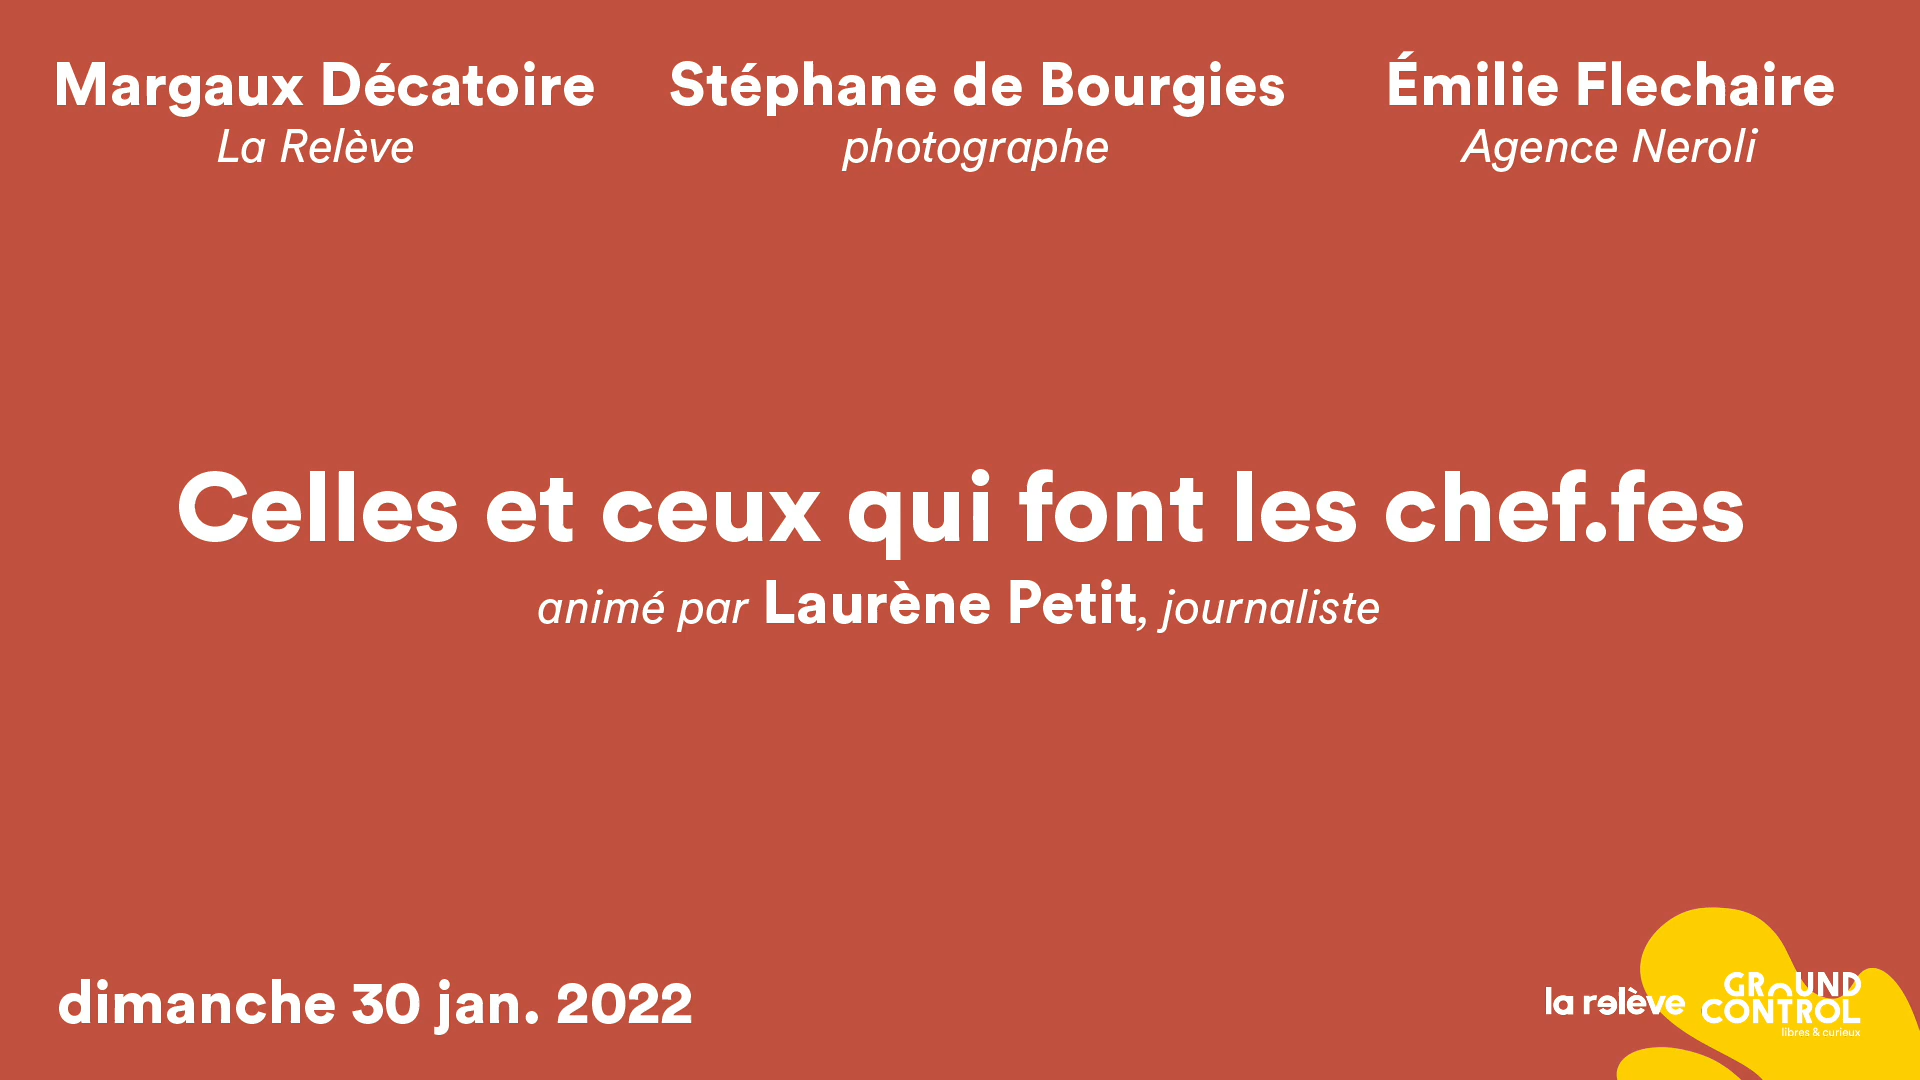 Margaux Décatoire
La Relève
Stéphane de Bourgies
photographe
Émilie Flechaire
Agence Neroli
Celles et ceux qui font les chef.fes
animé par Laurène Petit, journaliste
dimanche 30 jan. 2022
la relève
GROUND
CONTROL
libres & curieux